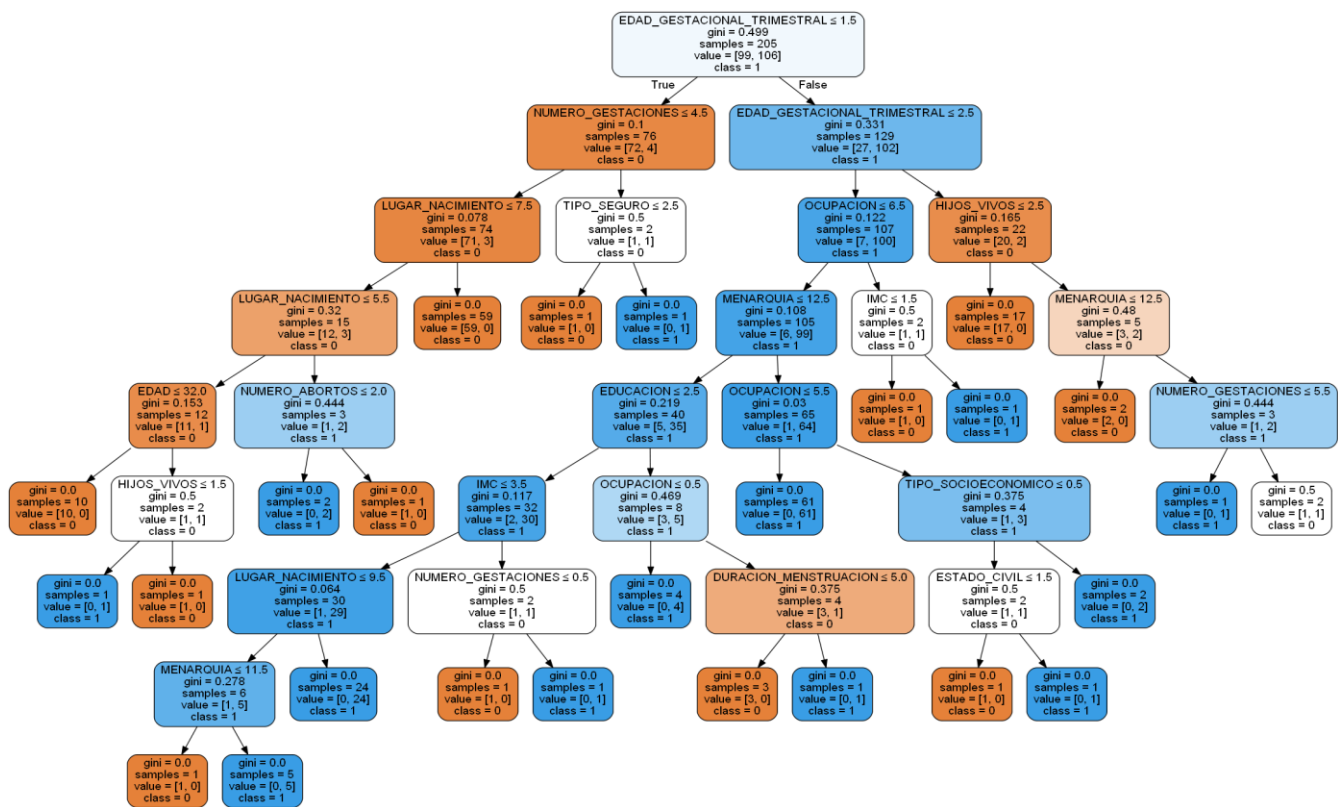 EDAD_GESTACIONAL_TRIMESTRAL ≤ 1.5
gini = 0.499
samples = 205
value = [99, 106]
class = 1
True
False
NUMERO_GESTACIONES ≤ 4.5
gini = 0.1
samples = 76
value = [72, 4]
class = 0
EDAD_GESTACIONAL_TRIMESTRAL ≤ 2.5
gini = 0.331
samples = 129
value = [27, 102]
class = 1
LUGAR_NACIMIENTO ≤ 7.5
gini = 0.078
samples = 74
value = [71, 3]
class = 0
TIPO_SEGURO ≤ 2.5
gini = 0.5
samples = 2
value = [1, 1]
class = 0
OCUPACION ≤ 6.5
gini = 0.122
samples = 107
value = [7, 100]
class = 1
HIJOS_VIVOS ≤ 2.5
gini = 0.165
samples = 22
value = [20, 2]
class = 0
LUGAR_NACIMIENTO ≤ 5.5
gini = 0.32
samples = 15
value = [12, 3]
class = 0
gini = 0.0
samples = 59
value = [59, 0]
class = 0
gini = 0.0
samples = 1
value = [1, 0]
class = 0
gini = 0.0
samples = 1
value = [0, 1]
class = 1
MENARQUIA ≤ 12.5
gini = 0.108
samples = 105
value = [6, 99]
class = 1
IMC ≤ 1.5
gini = 0.5
samples = 2
value = [1, 1]
class = 0
gini = 0.0
samples = 17
value = [17, 0]
class = 0
MENARQUIA ≤ 12.5
gini = 0.48
samples = 5
value = [3, 2]
class = 0
EDAD ≤ 32.0
gini = 0.153
samples = 12
value = [11, 1]
class = 0
NUMERO_ABORTOS ≤ 2.0
gini = 0.444
samples = 3
value = [1, 2]
class = 1
EDUCACION ≤ 2.5
gini = 0.219
samples = 40
value = [5, 35]
class = 1
OCUPACION ≤ 5.5
gini = 0.03
samples = 65
value = [1, 64]
class = 1
gini = 0.0
samples = 1
value = [1, 0]
class = 0
gini = 0.0
samples = 1
value = [0, 1]
class = 1
gini = 0.0
samples = 2
value = [2, 0]
class = 0
NUMERO_GESTACIONES ≤ 5.5
gini = 0.444
samples = 3
value = [1, 2]
class = 1
gini = 0.0
samples = 10
value = [10, 0]
class = 0
HIJOS_VIVOS ≤ 1.5
gini = 0.5
samples = 2
value = [1, 1]
class = 0
gini = 0.0
samples = 2
value = [0, 2]
class = 1
gini = 0.0
samples = 1
value = [1, 0]
class = 0
IMC ≤ 3.5
gini = 0.117
samples = 32
value = [2, 30]
class = 1
OCUPACION ≤ 0.5
gini = 0.469
samples = 8
value = [3, 5]
class = 1
gini = 0.0
samples = 61
value = [0, 61]
class = 1
TIPO_SOCIOECONOMICO ≤ 0.5
gini = 0.375
samples = 4
value = [1, 3]
class = 1
gini = 0.0
samples = 1
value = [0, 1]
class = 1
gini = 0.5
samples = 2
value = [1, 1]
class = 0
gini = 0.0
samples = 1
value = [0, 1]
class = 1
gini = 0.0
samples = 1
value = [1, 0]
class = 0
LUGAR_NACIMIENTO ≤ 9.5
gini = 0.064
samples = 30
value = [1, 29]
class = 1
NUMERO_GESTACIONES ≤ 0.5
gini = 0.5
samples = 2
value = [1, 1]
class = 0
gini = 0.0
samples = 4
value = [0, 4]
class = 1
DURACION_MENSTRUACION ≤ 5.0
gini = 0.375
samples = 4
value = [3, 1]
class = 0
ESTADO_CIVIL ≤ 1.5
gini = 0.5
samples = 2
value = [1, 1]
class = 0
gini = 0.0
samples = 2
value = [0, 2]
class = 1
MENARQUIA ≤ 11.5
gini = 0.278
samples = 6
value = [1, 5]
class = 1
gini = 0.0
samples = 24
value = [0, 24]
class = 1
gini = 0.0
samples = 1
value = [1, 0]
class = 0
gini = 0.0
samples = 1
value = [0, 1]
class = 1
gini = 0.0
samples = 3
value = [3, 0]
class = 0
gini = 0.0
samples = 1
value = [0, 1]
class = 1
gini = 0.0
samples = 1
value = [1, 0]
class = 0
gini = 0.0
samples = 1
value = [0, 1]
class = 1
gini = 0.0
samples = 1
value = [1, 0]
class = 0
gini = 0.0
samples = 5
value = [0, 5]
class = 1